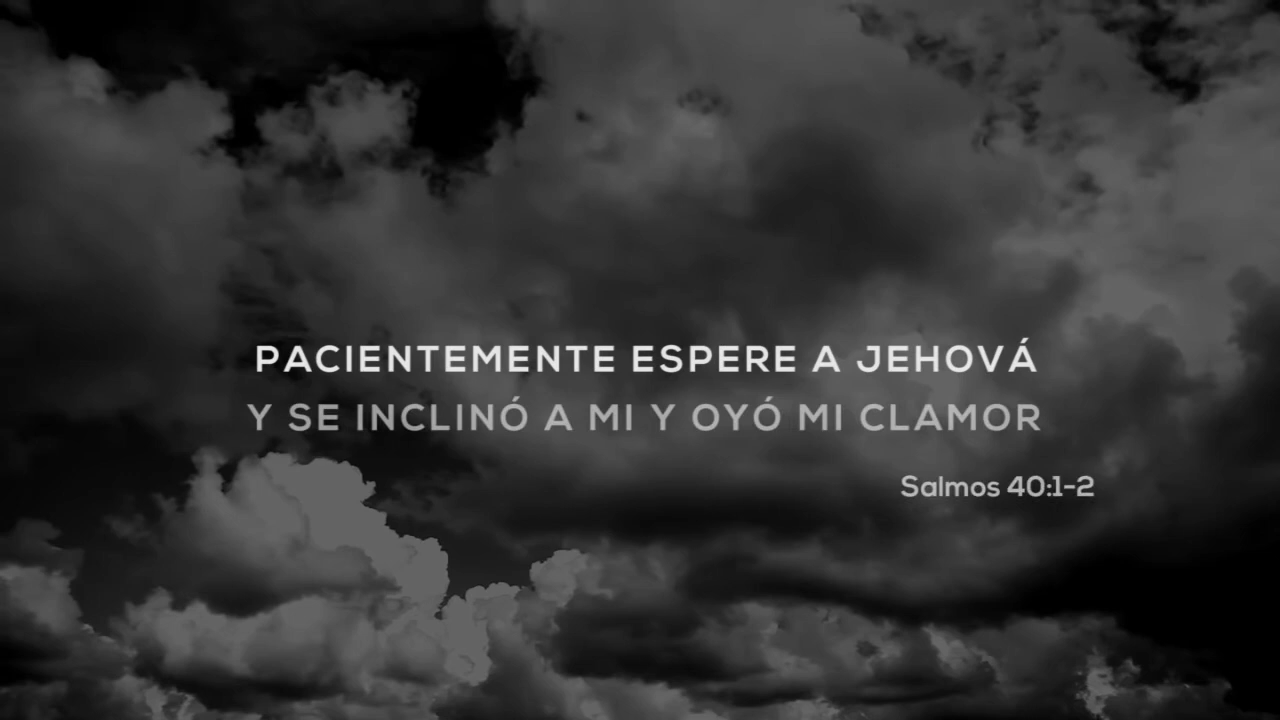 PACIENTEMENTE ESPERE A JEHOVÁ
Y SE INCLINÓ A MI Y OYÓ MI CLAMOR
Salmos 40:1-2